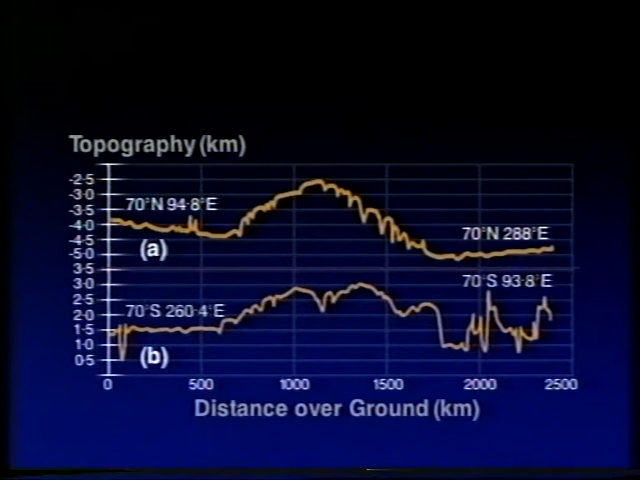 Topography (km)
-2·5
-3·0
-3·5
-4·0
-4·5
-5·0
70°N 94·8°E
(a)
70°N 288°E
3·5
3·0
2·5
2·0
1·5
1·0
0·5
70°S 260·4°E
(b)
70°S 93·8°E
0 500 1000 1500 2000 2500
Distance over Ground (km)